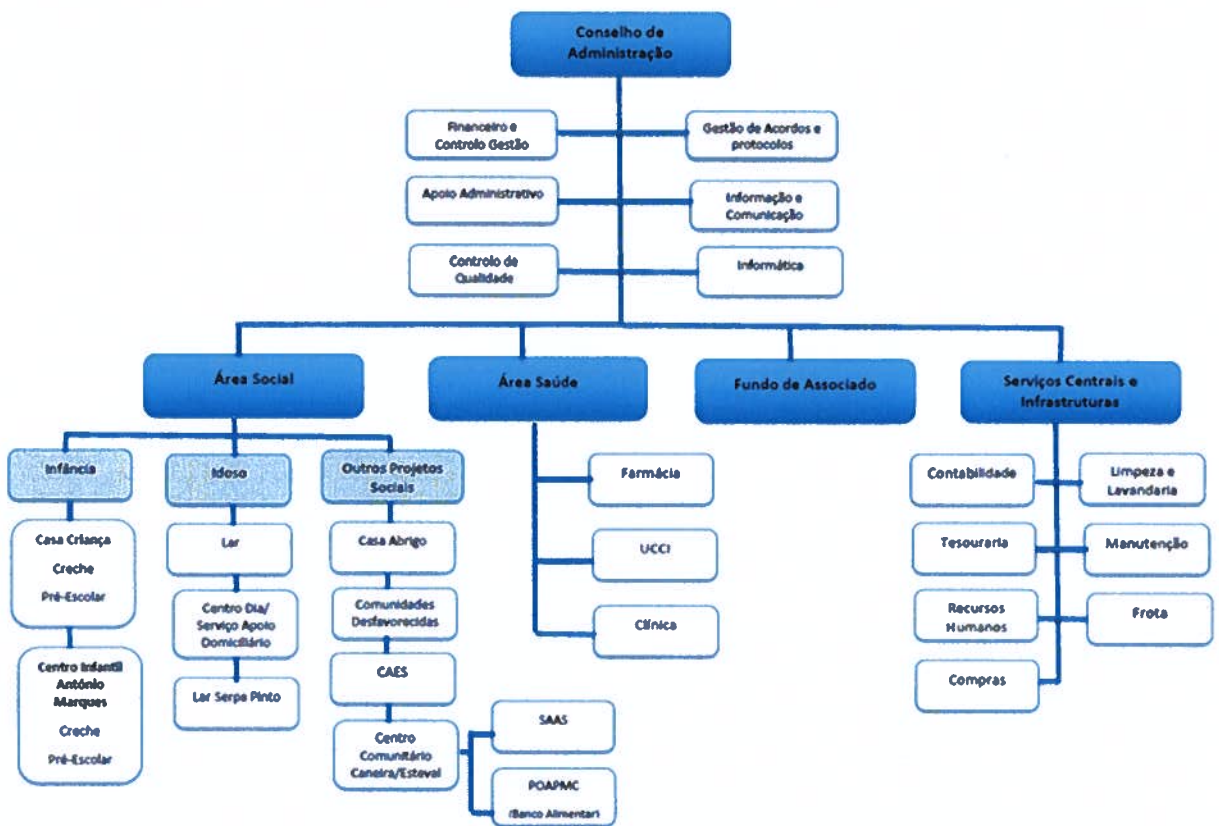 Conselho de
Administração
Financeiro e
Controlo Gestão
Gestão de Acordos e
protocolos
Apoio Administrativo
Informação e
Comunicação
Controlo de
Qualidade
Informática
Área Social
Área Saúde
Fundo de Associado
Serviços Centrais e
Infrastruturas
Infância
Idoso
Outros Projetos
Sociais
Casa Criança
Creche
Pré-Escolar
Centro Infantil
António
Marques
Creche
Pré-Escolar
Lar
Centro Dia/
Serviço Apoio
Domiciliário
Lar Serpa Pinto
Casa Abrigo
Comunidades
Desfavorecidas
CAES
Centro
Comunitário
Caneira/Esteval
SAAS
POAPMC
(Banco Alimentar)
Farmácia
UCCI
Clínica
Contabilidade
Limpeza e
Lavandaria
Tesouraria
Manutenção
Recursos
Humanos
Frota
Compras